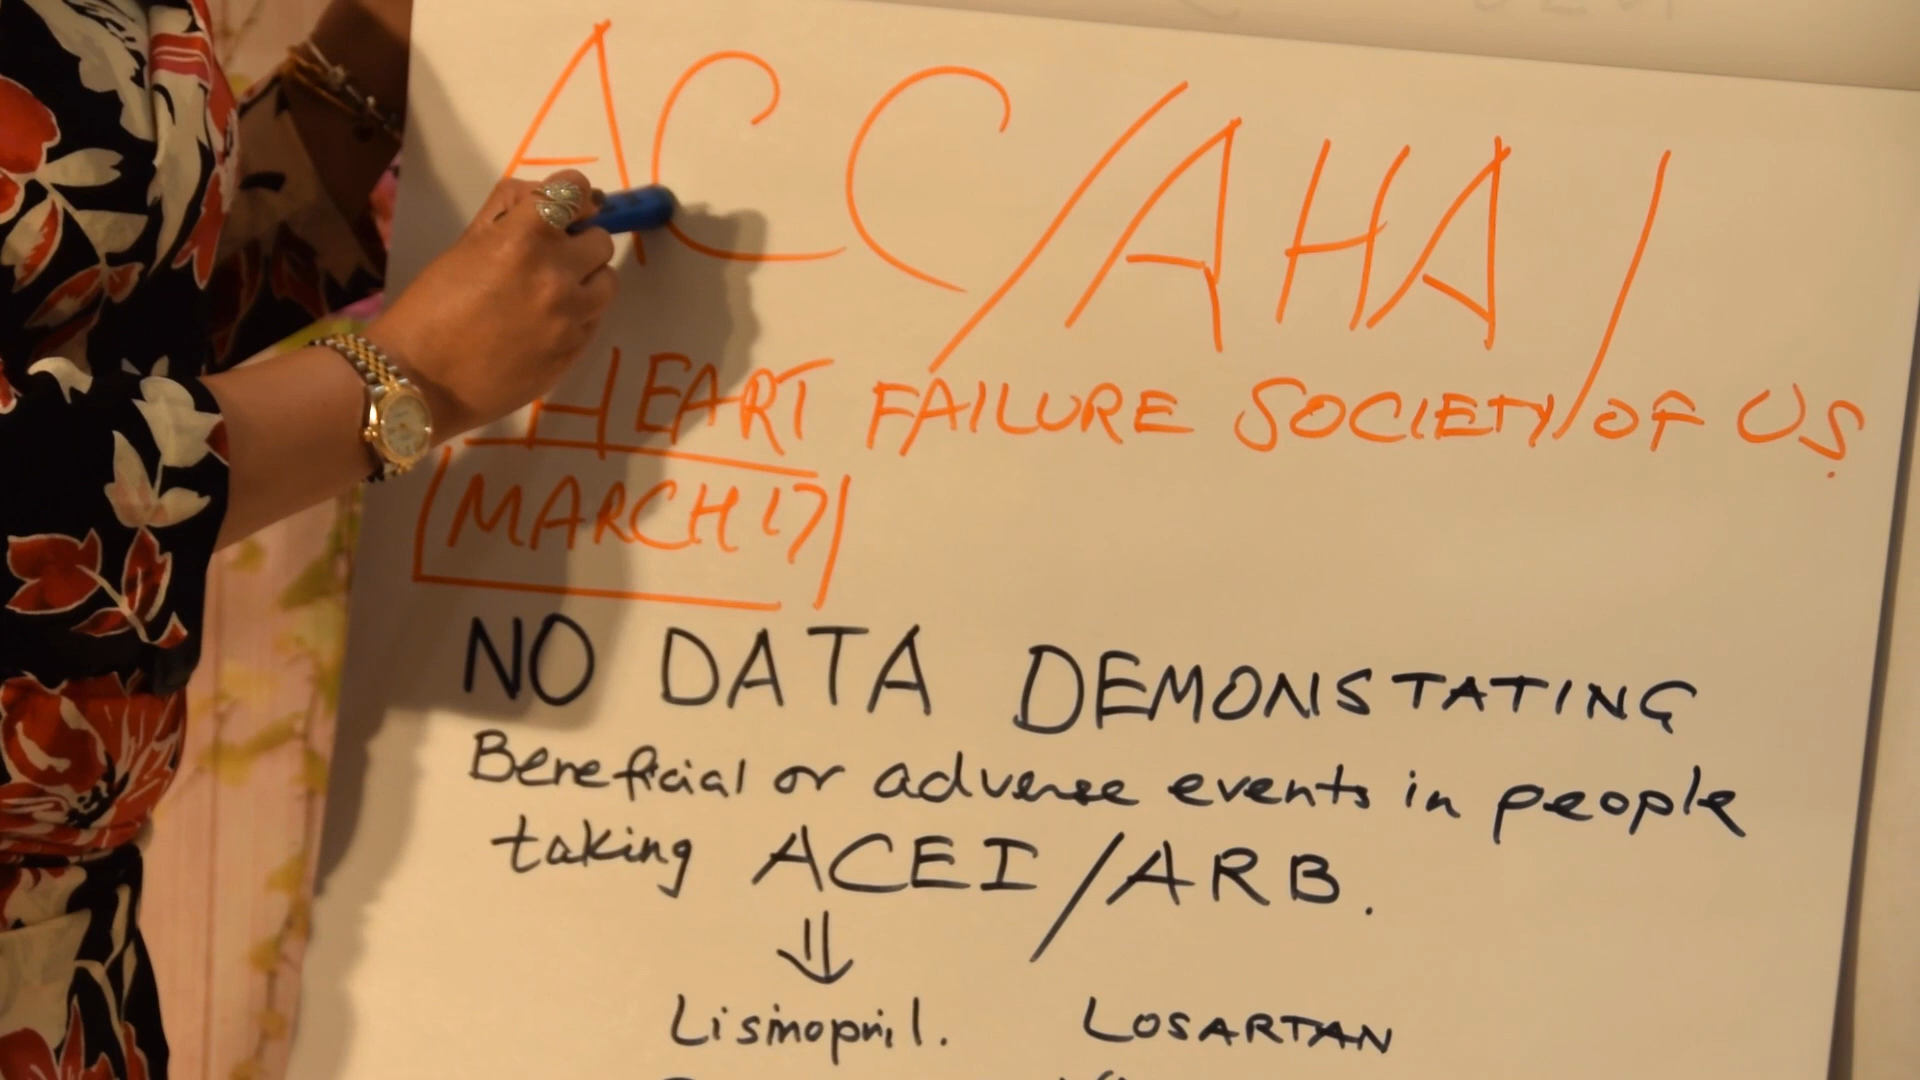 ACC/AHA/
HEART FAILURE SOCIETY OF US.
MARCH 17
NO DATA DEMONSTATING
Beneficial or adverse events in people
taking ACEI/ARB.
Lisinopril. LOSARTAN